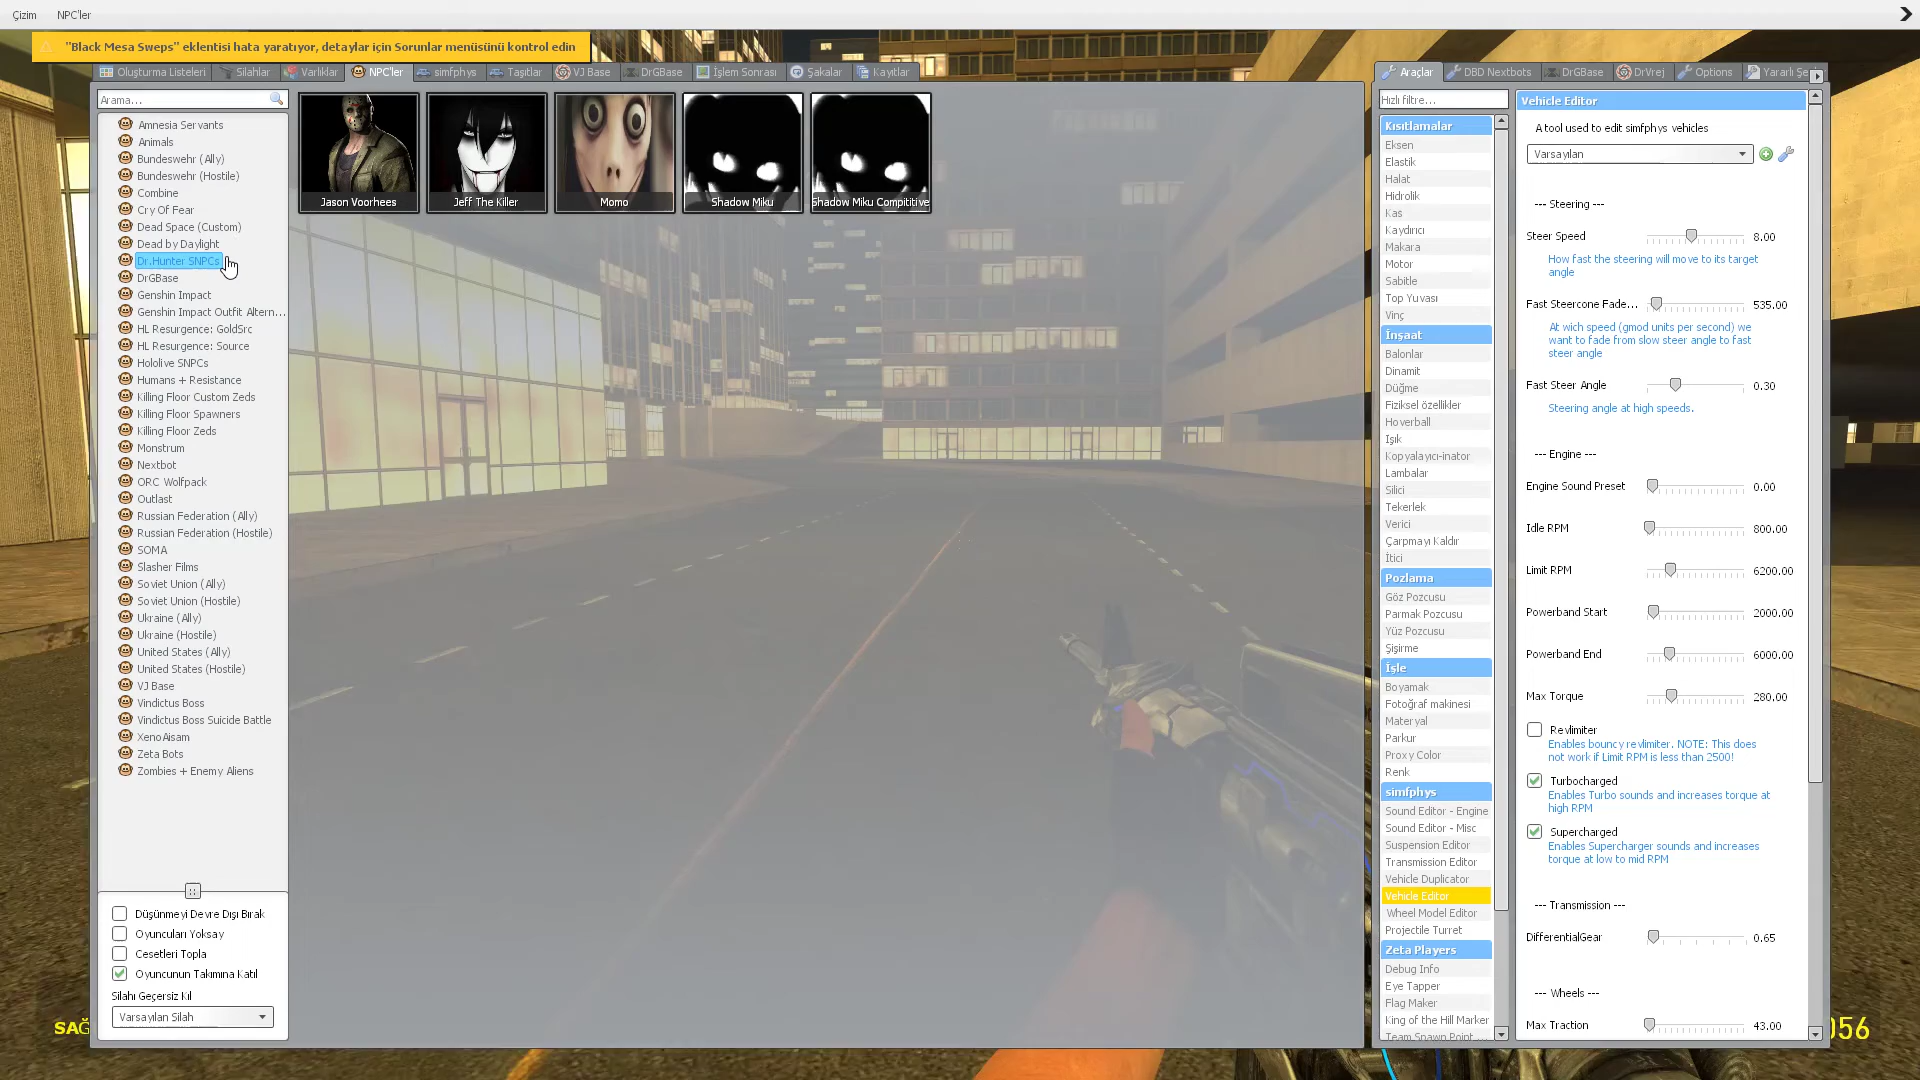 Çizim NPC'ler
"Black Mesa Sweps" eklentisi hata yaratıyor, detaylar için Sorunlar menüsünü kontrol edin
Oluşturma Listeleri Silahlar Varlıklar NPC'ler simfphys Taşıtlar VJ Base DrGBase İşlem Sonrası Şakalar Kayıtlar
Arama...
Amnesia Servants
Animals
Bundeswehr (Ally)
Bundeswehr (Hostile)
Combine
Cry Of Fear
Dead Space (Custom)
Dead by Daylight
Dr.Hunter SNPCs
DrGBase
Genshin Impact
Genshin Impact Outfit Altern...
HL Resurgence: GoldSrc
HL Resurgence: Source
Hololive SNPCs
Humans + Resistance
Killing Floor Custom Zeds
Killing Floor Spawners
Killing Floor Zeds
Monstrum
Nextbot
ORC Wolfpack
Outlast
Russian Federation (Ally)
Russian Federation (Hostile)
SOMA
Slasher Films
Soviet Union (Ally)
Soviet Union (Hostile)
Ukraine (Ally)
Ukraine (Hostile)
United States (Ally)
United States (Hostile)
VJ Base
Vindictus Boss
Vindictus Boss Suicide Battle
XenoAisam
Zeta Bots
Zombies + Enemy Aliens
Düşünmeyi Devre Dışı Bırak
Oyuncuları Yoksay
Cesetleri Topla
Oyuncunun Takımına Katıl
Silahı Geçersiz Kıl
Varsayılan Silah
Jason Voorhees
Jeff The Killer
Momo
Shadow Miku
Shadow Miku Compititive
Araçlar DBD Nextbots DrGBase DrVrej Options Yararlı Şe
Hızlı filtre...
Kısıtlamalar
Eksen
Elastik
Halat
Hidrolik
Kas
Kaydırıcı
Makara
Motor
Sabitle
Top Yuvası
Vinç
İnşaat
Balonlar
Dinamit
Düğme
Fiziksel özellikler
Hoverball
Işık
Kopyalayıcı-inator
Lambalar
Silici
Tekerlek
Verici
Çarpmayı Kaldır
İtici
Pozlama
Göz Pozcusu
Parmak Pozcusu
Yüz Pozcusu
Şişirme
İşle
Boyamak
Fotoğraf makinesi
Materyal
Parkur
Proxy Color
Renk
simfphys
Sound Editor - Engine
Sound Editor - Misc
Suspension Editor
Transmission Editor
Vehicle Duplicator
Vehicle Editor
Wheel Model Editor
Projectile Turret
Zeta Players
Debug Info
Eye Tapper
Flag Maker
King of the Hill Marker
Team Spawn Point
Vehicle Editor
A tool used to edit simfphys vehicles
Varsayılan
--- Steering ---
Steer Speed 8.00
How fast the steering will move to its target
angle
Fast Steercone Fade... 535.00
At wich speed (gmod units per second) we
want to fade from slow steer angle to fast
steer angle
Fast Steer Angle 0.30
Steering angle at high speeds.
--- Engine ---
Engine Sound Preset 0.00
Idle RPM 800.00
Limit RPM 6200.00
Powerband Start 2000.00
Powerband End 6000.00
Max Torque 280.00
Revlimiter
Enables bouncy revlimiter. NOTE: This does
not work if Limit RPM is less than 2500!
Turbocharged
Enables Turbo sounds and increases torque at
high RPM
Supercharged
Enables Supercharger sounds and increases
torque at low to mid RPM
--- Transmission ---
DifferentialGear 0.65
--- Wheels ---
Max Traction 43.00
SAĞ
056